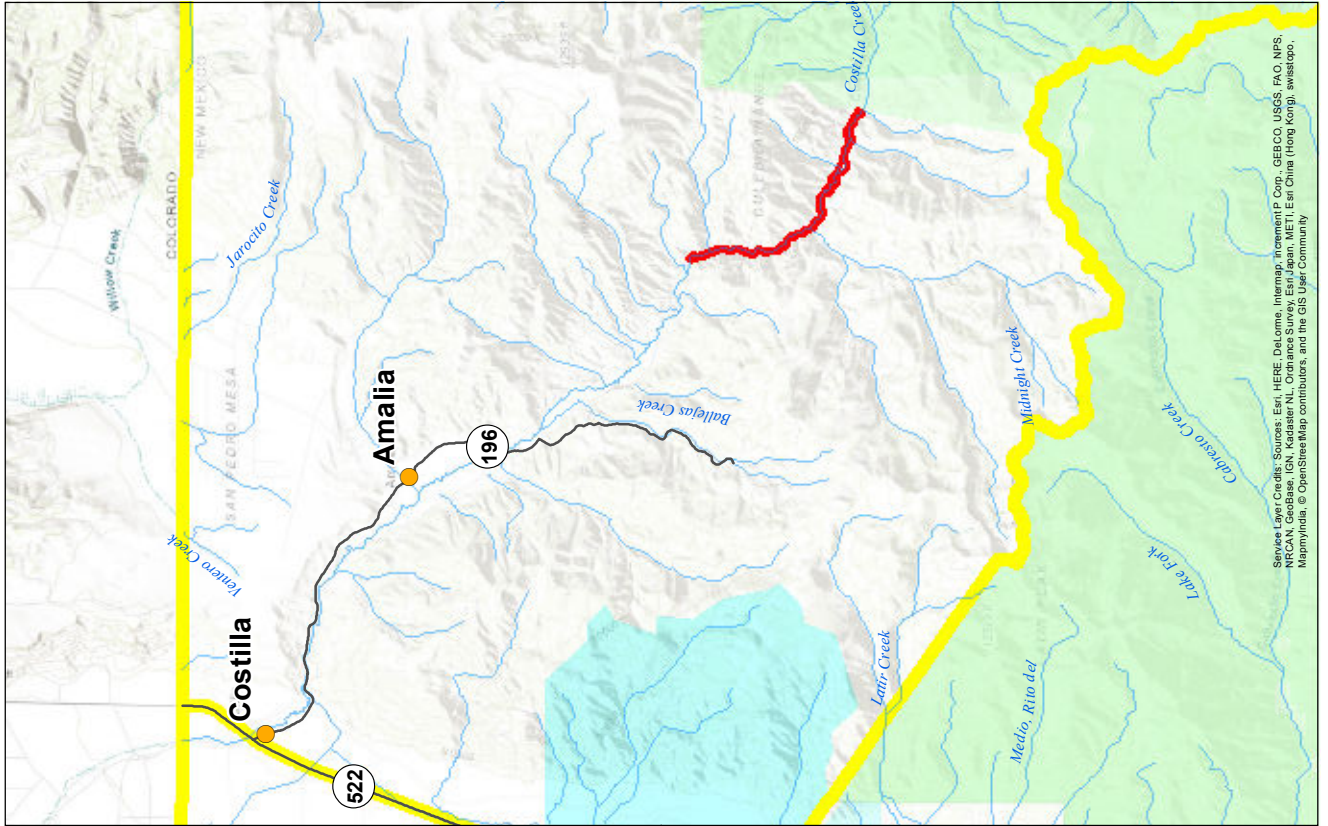 Willow Creek
COLORADO
NEW MEXICO
Jarocito Creek
SAN PEDRO MESA
Ventero Creek
Costilla
522
Amalia
196
Ballejas Creek
Costilla Creek
Midnight Creek
Latir Creek
Medio, Rito del
Lake Fork
Cabresto Creek
Service Layer Credits: Sources: Esri, HERE, DeLorme, Intermap, increment P Corp., GEBCO, USGS, FAO, NPS,
NRCAN, GeoBase, IGN, Kadaster NL, Ordnance Survey, Esri Japan, METI, Esri China (Hong Kong), swisstopo,
MapmyIndia, © OpenStreetMap contributors, and the GIS User Community